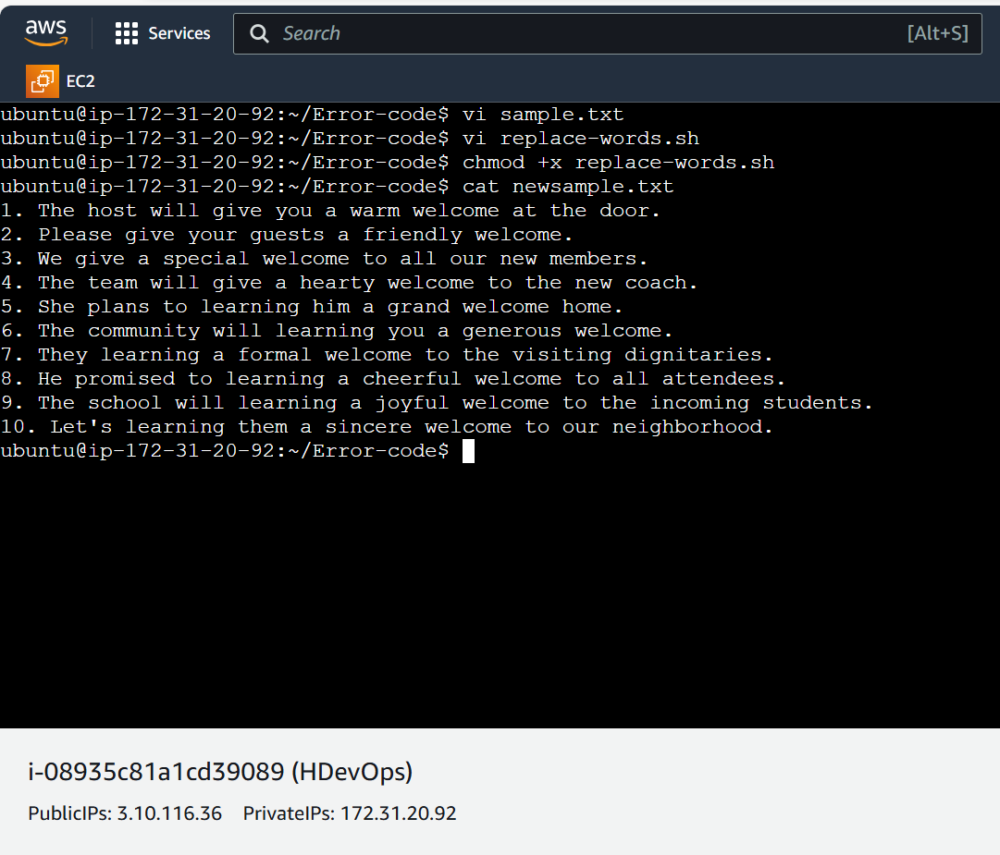 aws
Services
Search
[Alt+S]
EC2
ubuntu@ip-172-31-20-92:~/Error-code$ vi sample.txt
ubuntu@ip-172-31-20-92:~/Error-code$ vi replace-words.sh
ubuntu@ip-172-31-20-92:~/Error-code$ chmod +x replace-words.sh
ubuntu@ip-172-31-20-92:~/Error-code$ cat newsample.txt
1. The host will give you a warm welcome at the door.
2. Please give your guests a friendly welcome.
3. We give a special welcome to all our new members.
4. The team will give a hearty welcome to the new coach.
5. She plans to learning him a grand welcome home.
6. The community will learning you a generous welcome.
7. They learning a formal welcome to the visiting dignitaries.
8. He promised to learning a cheerful welcome to all attendees.
9. The school will learning a joyful welcome to the incoming students.
10. Let's learning them a sincere welcome to our neighborhood.
ubuntu@ip-172-31-20-92:~/Error-code$
i-08935c81a1cd39089 (HDevOps)
PublicIPs: 3.10.116.36 PrivateIPs: 172.31.20.92